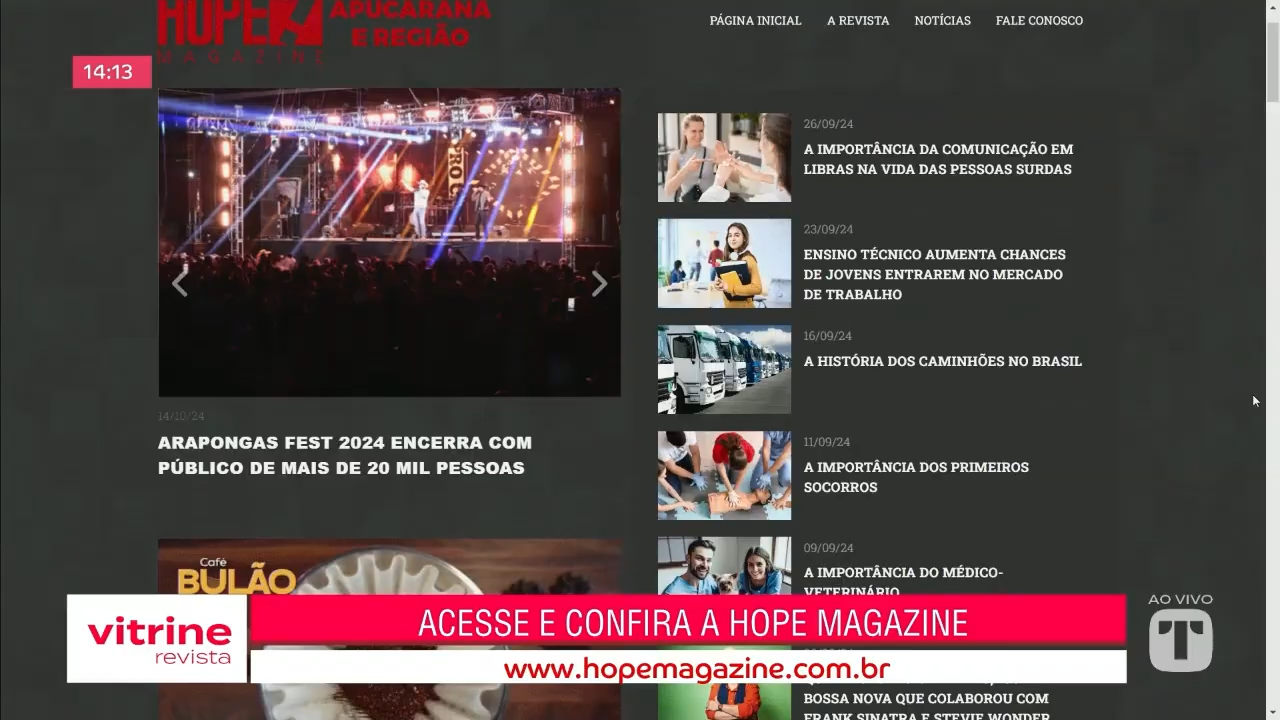 HOPE
MAGAZINE
APUCARANA
E REGIÃO
PÁGINA INICIAL
A REVISTA
NOTÍCIAS
FALE CONOSCO
14:13
14/10/24
ARAPONGAS FEST 2024 ENCERRA COM
PÚBLICO DE MAIS DE 20 MIL PESSOAS
Café
BULÃO
26/09/24
A IMPORTÂNCIA DA COMUNICAÇÃO EM
LIBRAS NA VIDA DAS PESSOAS SURDAS
23/09/24
ENSINO TÉCNICO AUMENTA CHANCES
DE JOVENS ENTRAREM NO MERCADO
DE TRABALHO
16/09/24
A HISTÓRIA DOS CAMINHÕES NO BRASIL
11/09/24
A IMPORTÂNCIA DOS PRIMEIROS
SOCORROS
09/09/24
A IMPORTÂNCIA DO MÉDICO-
VETERINÁRIO
BOSSA NOVA QUE COLABOROU COM
FRANK SINATRA E STEVIE WONDER
vitrine
revista
ACESSE E CONFIRA A HOPE MAGAZINE
www.hopemagazine.com.br
AO VIVO
T